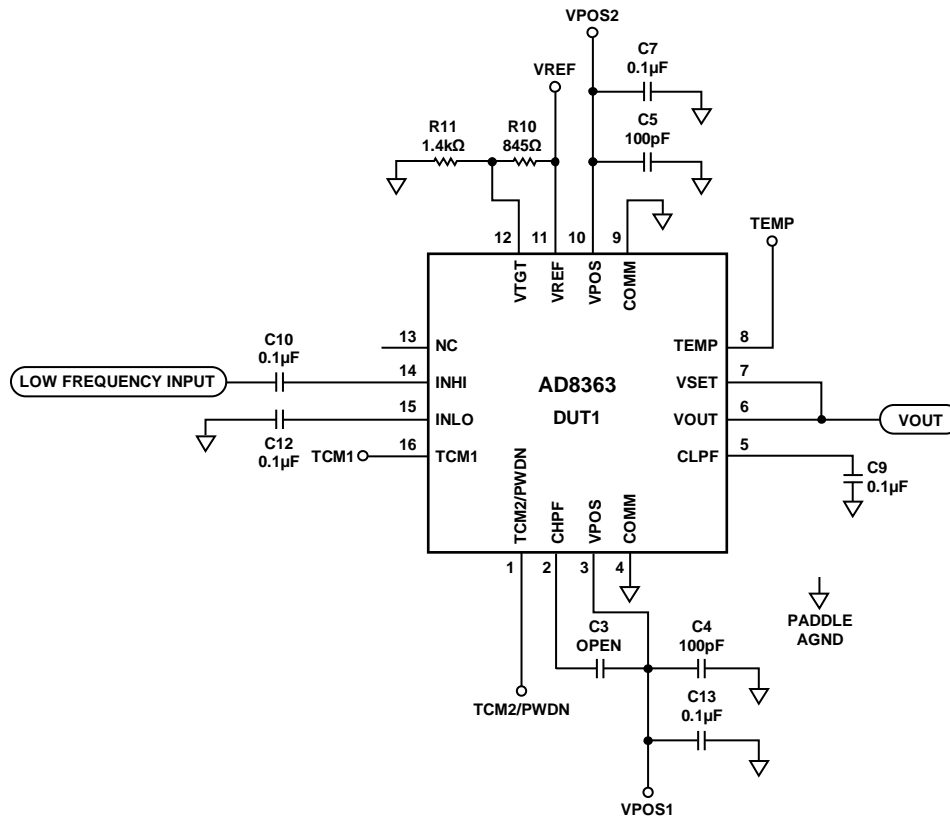 VPOS2
C7
0.1µF
VREF
C5
100pF
R11
1.4kΩ
R10
845Ω
TEMP
12
11
10
9
VTGT
VREF
VPOS
COMM
13
NC
TEMP
8
C10
0.1µF
LOW FREQUENCY INPUT
14
INHI
AD8363
DUT1
VSET
7
15
INLO
VOUT
6
VOUT
C12
0.1µF
TCM1
16
TCM1
CLPF
5
C9
0.1µF
TCM2/PWDN
CHPF
VPOS
COMM
1
2
3
4
PADDLE
AGND
C3
OPEN
C4
100pF
TCM2/PWDN
C13
0.1µF
VPOS1